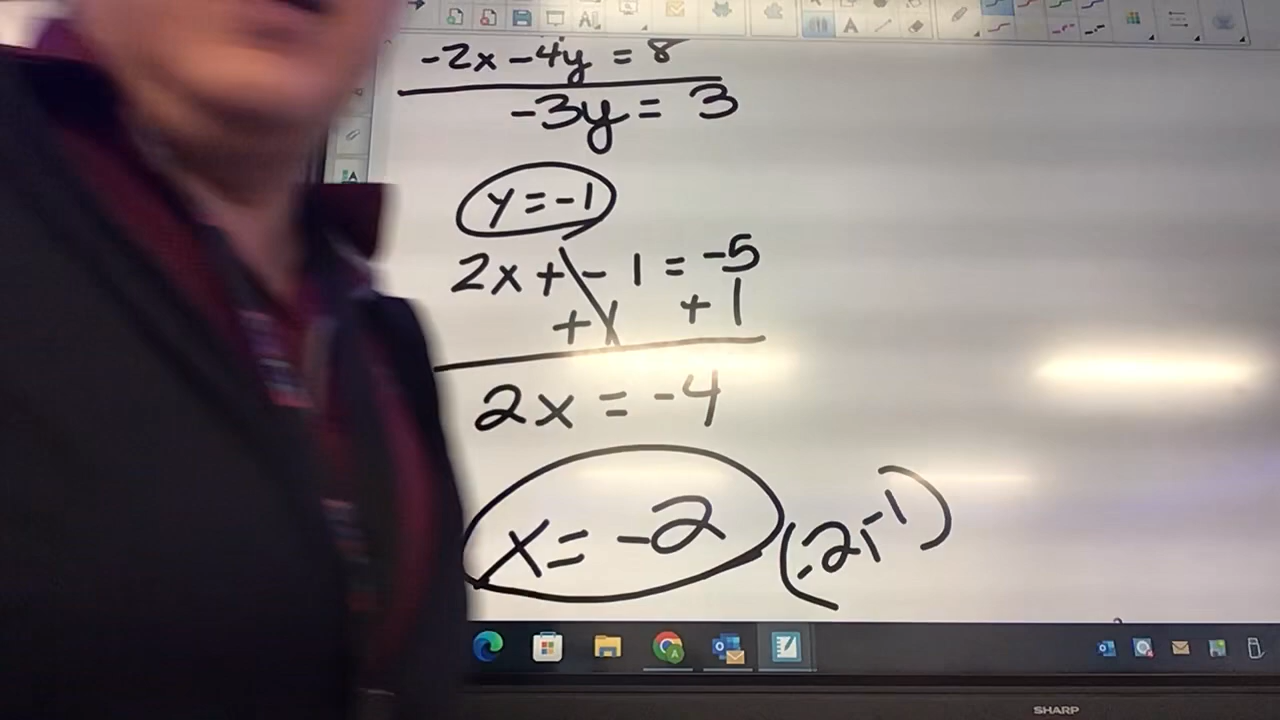 -2x -4y = 8
-3y = 3
y = -1
2x + - 1 = -5
+ 1 + 1
2x = -4
x = -2 (-2, -1)
SHARP